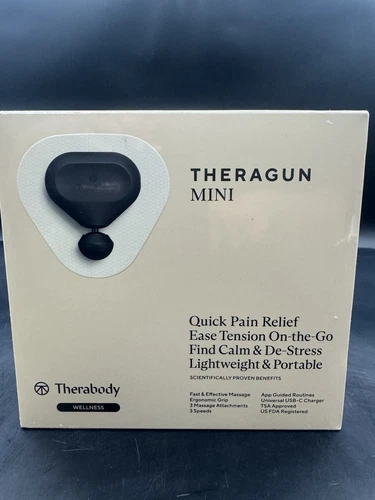 THERAGUN
MINI
Quick Pain Relief
Ease Tension On-the-Go
Find Calm & De-Stress
Lightweight & Portable
SCIENTIFICALLY PROVEN BENEFITS
Therabody
WELLNESS
Fast & Effective Massage
Ergonomic Grip
3 Massage Attachments
3 Speeds
App Guided Routines
Universal USB-C Charger
TSA Approved
US FDA Registered